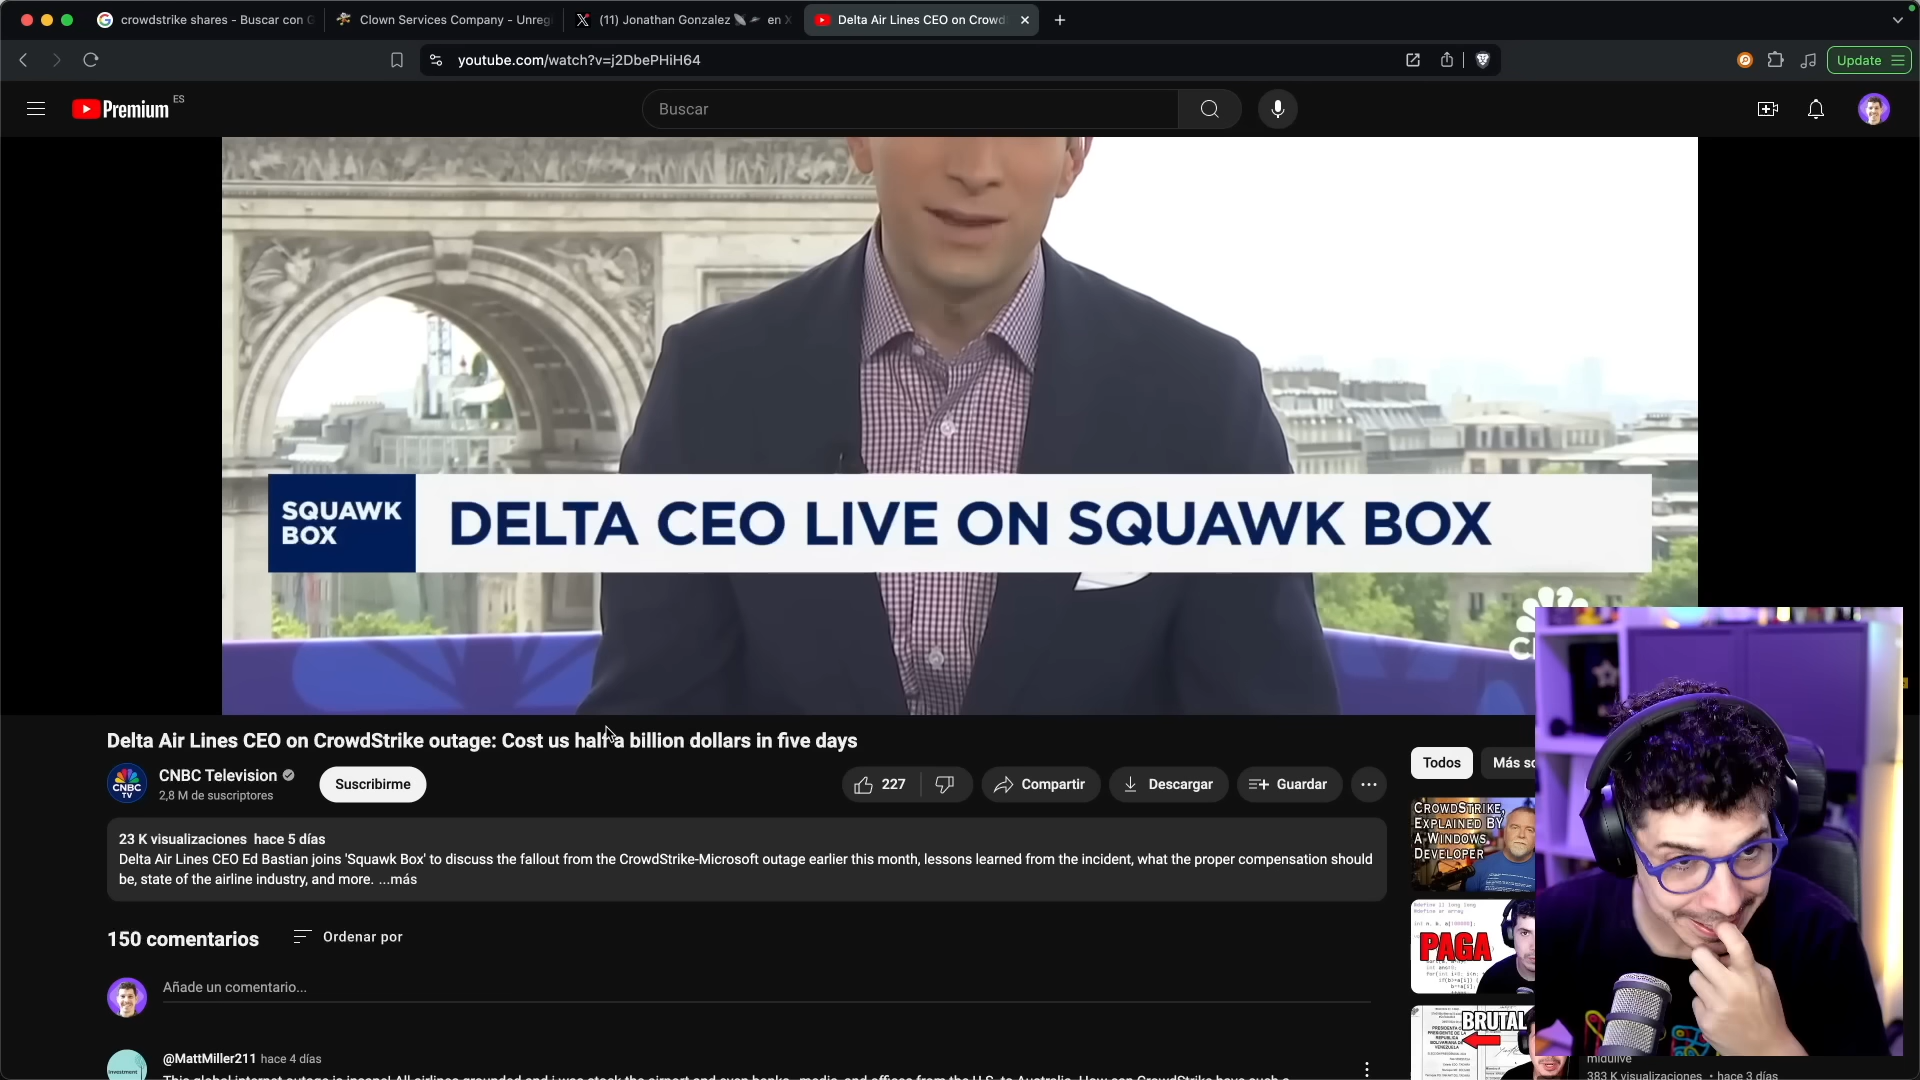 crowdstrike shares - Buscar con G
Clown Services Company - Unreg
(11) Jonathan Gonzalez en X
Delta Air Lines CEO on Crowd
youtube.com/watch?v=j2DbePHiH64
Update
Premium
ES
Buscar
SQUAWK
BOX
DELTA CEO LIVE ON SQUAWK BOX
Delta Air Lines CEO on CrowdStrike outage: Cost us half a billion dollars in five days
CNBC TV
CNBC Television
2,8 M de suscriptores
Suscribirme
227
Compartir
Descargar
Guardar
23 K visualizaciones hace 5 días
Delta Air Lines CEO Ed Bastian joins 'Squawk Box' to discuss the fallout from the CrowdStrike-Microsoft outage earlier this month, lessons learned from the incident, what the proper compensation should
be, state of the airline industry, and more. ...más
150 comentarios
Ordenar por
Añade un comentario...
@MattMiller211 hace 4 días
Todos
Más
CROWDSTRIKE,
EXPLAINED BY
A WINDOWS
DEVELOPER
PAGA
BRUTAL
midulive
383 K visualizaciones • hace 3 días